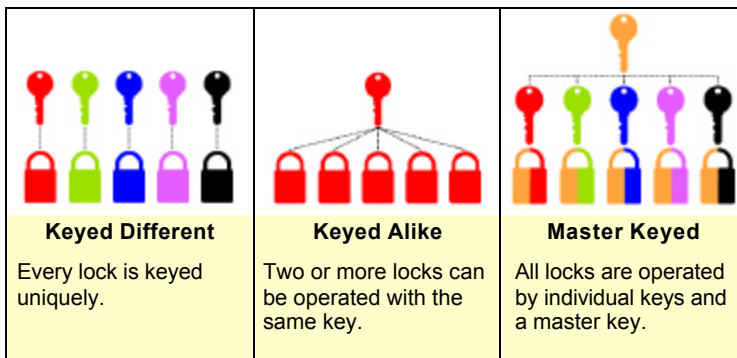 Keyed Different
Every lock is keyed
uniquely.
Keyed Alike
Two or more locks can
be operated with the
same key.
Master Keyed
All locks are operated
by individual keys and
a master key.